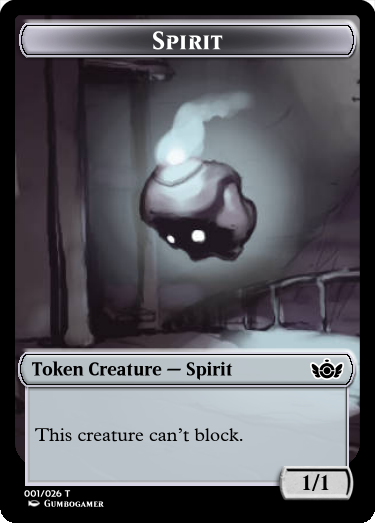 Spirit
Token Creature — Spirit
This creature can't block.
1/1
001/026 T
Gumbogamer